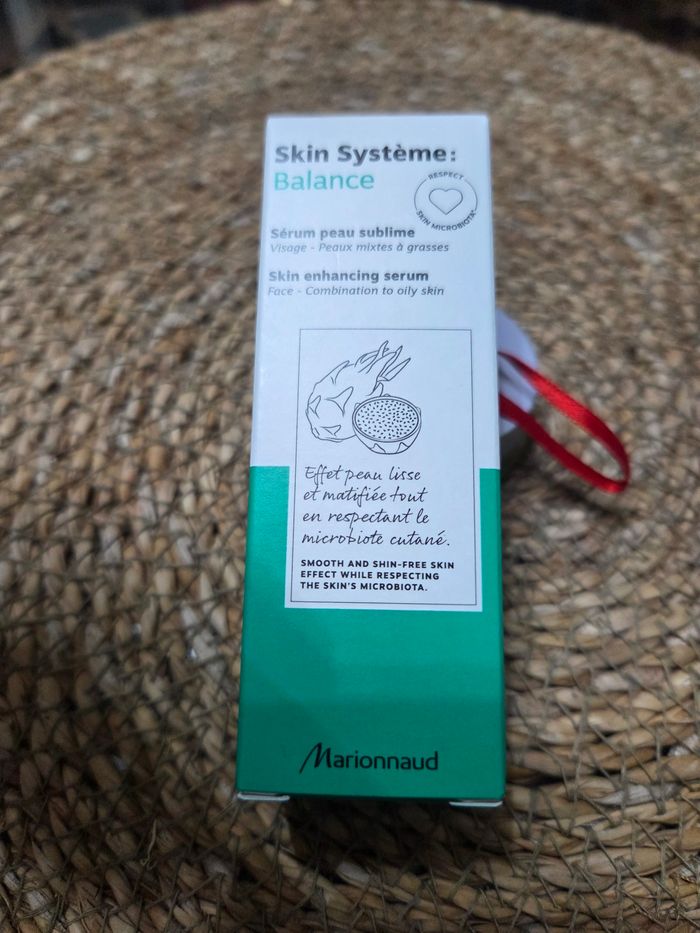 Skin Système:
Balance
RESPECT
SKIN MICROBIOTA*
Sérum peau sublime
Visage - Peaux mixtes à grasses
Skin enhancing serum
Face - Combination to oily skin
Effet peau lisse
et matifiée tout
en respectant le
microbiote cutané.
SMOOTH AND SHIN-FREE SKIN
EFFECT WHILE RESPECTING
THE SKIN'S MICROBIOTA.
Marionnaud